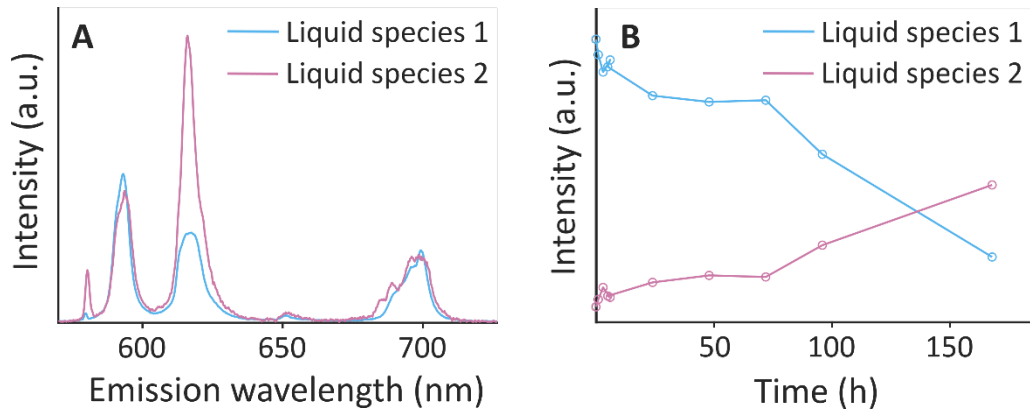 A
Liquid species 1
Liquid species 2
Intensity (a.u.)
600
650
700
Emission wavelength (nm)
B
Liquid species 1
Liquid species 2
Intensity (a.u.)
50
100
150
Time (h)